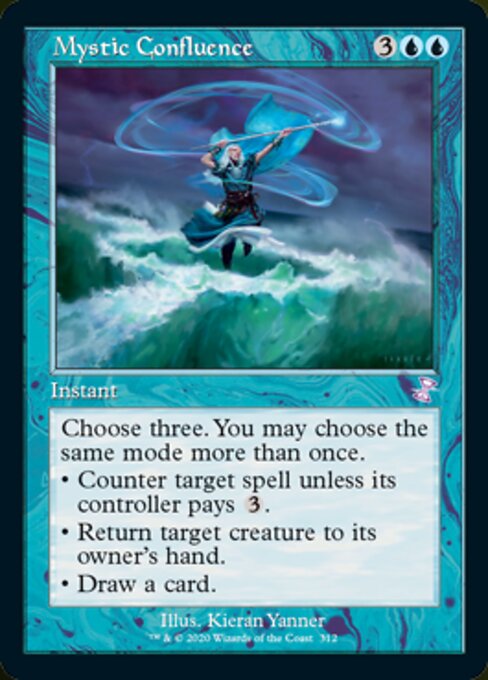 Mystic Confluence 3
Instant
Choose three. You may choose the
same mode more than once.
• Counter target spell unless its
controller pays 3.
• Return target creature to its
owner's hand.
• Draw a card.
Illus. Kieran Yanner
™ & © 2020 Wizards of the Coast 312